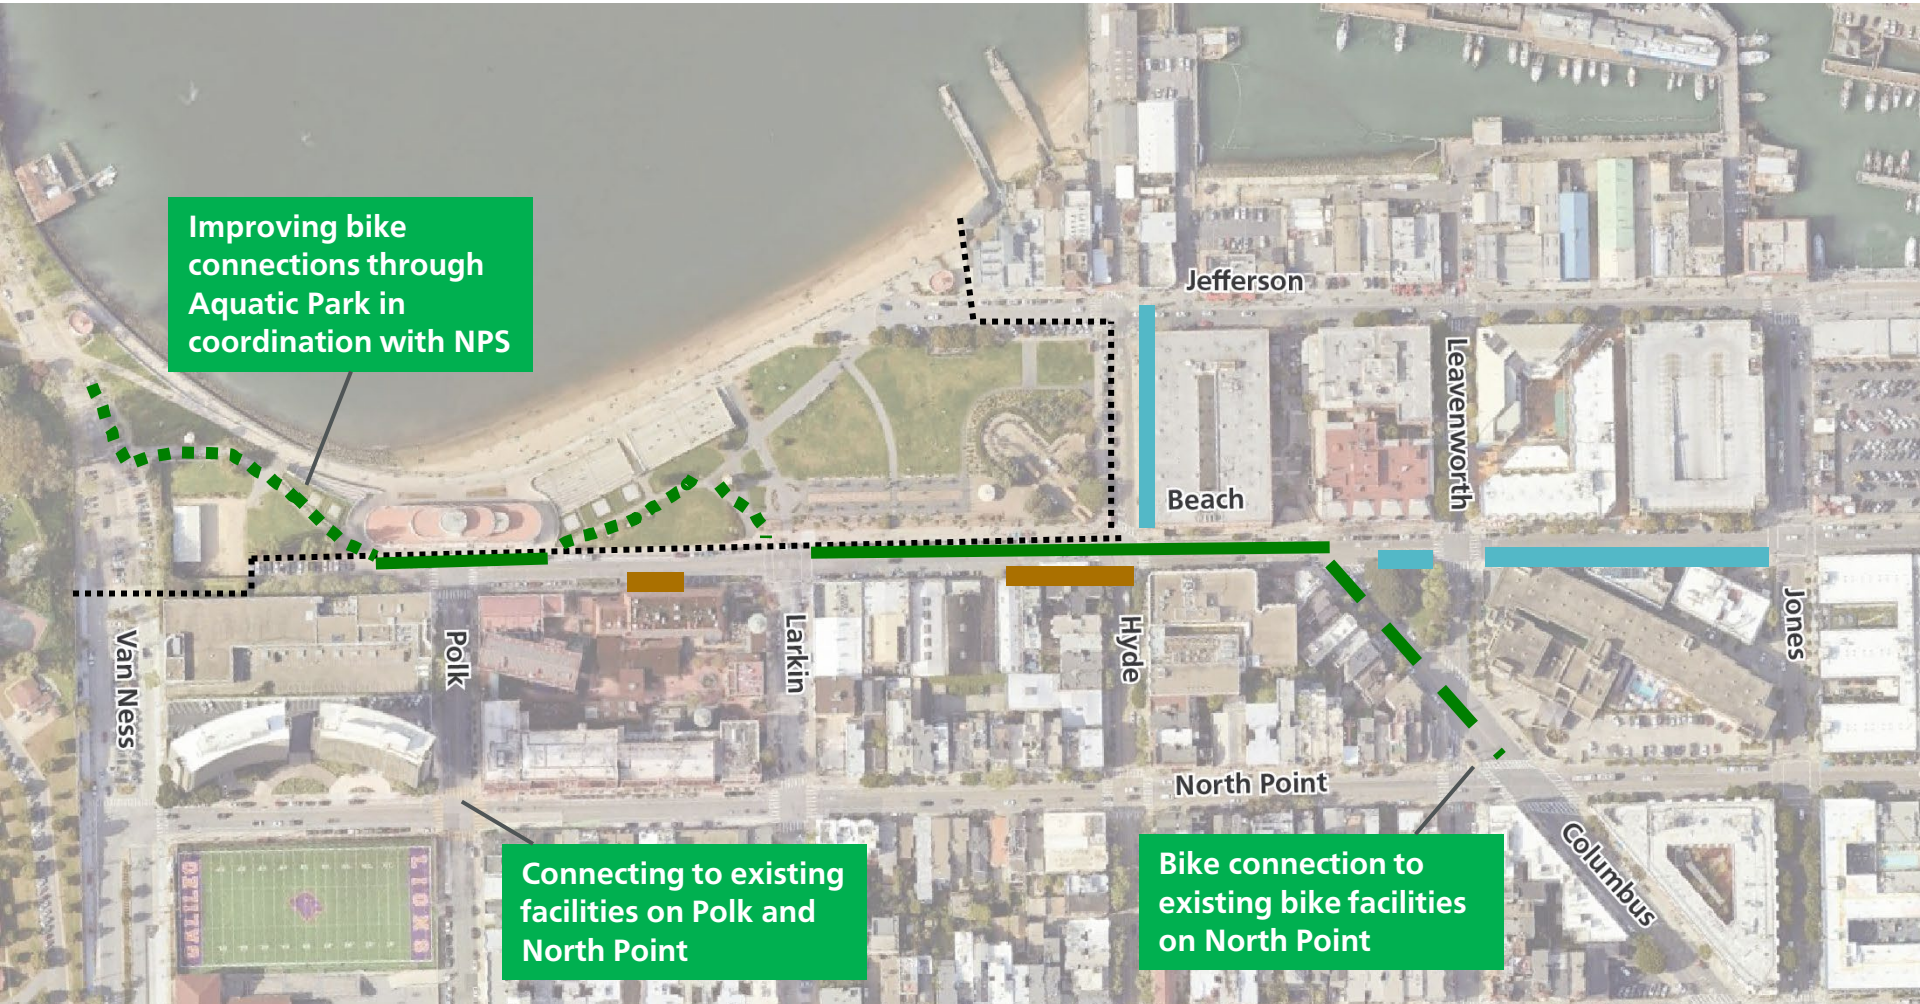 Improving bike
connections through
Aquatic Park in
coordination with NPS
Jefferson
Leavenworth
Beach
Van Ness
Polk
Larkin
Hyde
Jones
North Point
Columbus
Connecting to existing
facilities on Polk and
North Point
Bike connection to
existing bike facilities
on North Point
GALILEO
LIONS